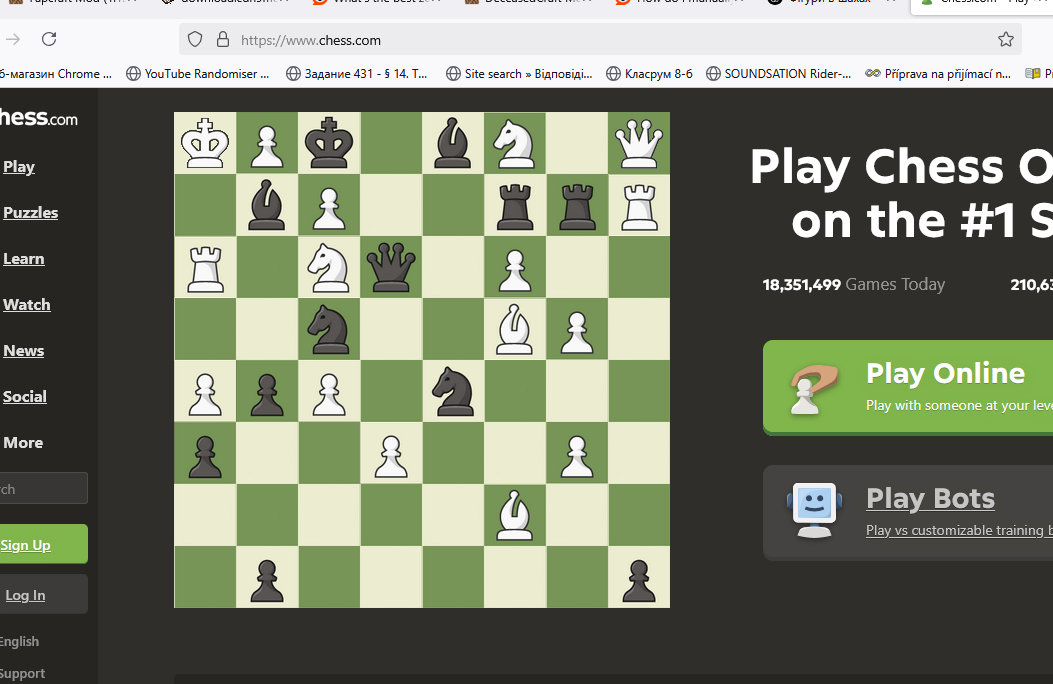 https://www.chess.com
б-магазин Chrome ...
YouTube Randomiser ...
Задание 431 - § 14. Т...
Site search » Відповіді...
Класрум 8-6
SOUNDSATION Rider-...
Příprava na přijímací n...
hess.com
Play
Puzzles
Learn
Watch
News
Social
More
rch
Sign Up
Log In
English
Support
Play Chess O
on the #1 S
18,351,499 Games Today
210,63
Play Online
Play with someone at your leve
Play Bots
Play vs customizable training b